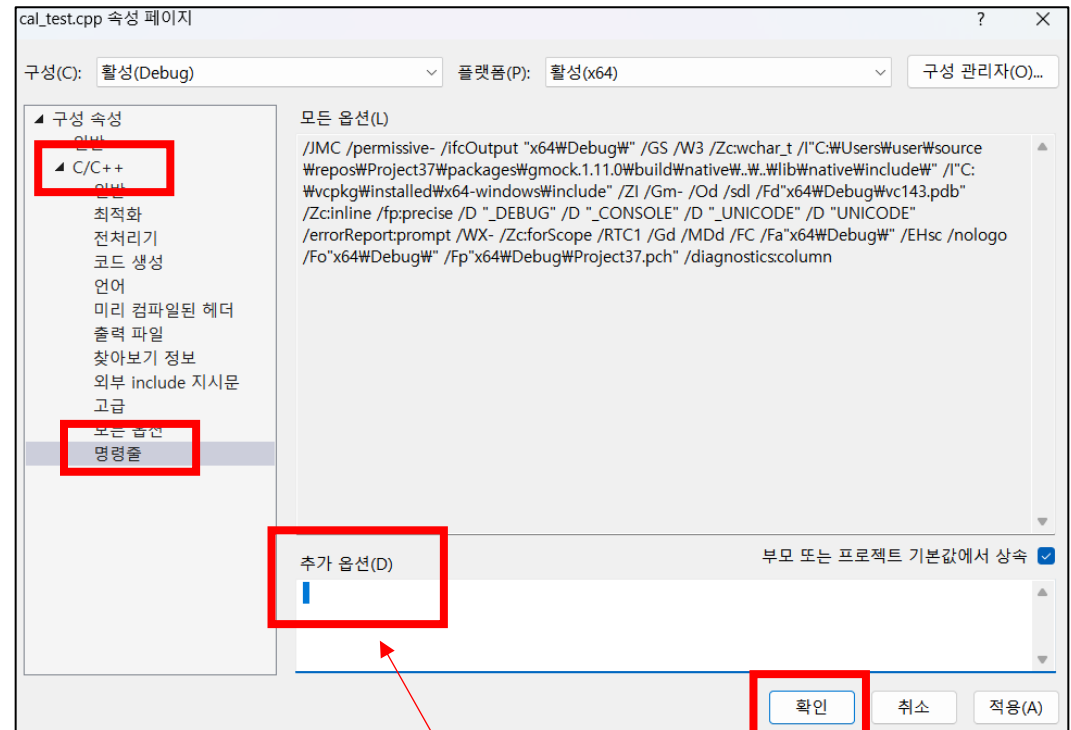 cal_test.cpp 속성 페이지
? X
구성(C): 활성(Debug) 플랫폼(P): 활성(x64) 구성 관리자(O)...
구성 속성
일반
C/C++
일반
최적화
전처리기
코드 생성
언어
미리 컴파일된 헤더
출력 파일
찾아보기 정보
외부 include 지시문
고급
모든 옵션
명령줄
모든 옵션(L)
/JMC /permissive- /ifcOutput "x64₩Debug₩" /GS /W3 /Zc:wchar_t /I"C:₩Users₩user₩source
₩repos₩Project37₩packages₩gmock.1.11.0₩build₩native₩..₩..₩lib₩native₩include₩" /I"C:
₩vcpkg₩installed₩x64-windows₩include" /ZI /Gm- /Od /sdl /Fd"x64₩Debug₩vc143.pdb"
/Zc:inline /fp:precise /D "_DEBUG" /D "_CONSOLE" /D "_UNICODE" /D "UNICODE"
/errorReport:prompt /WX- /Zc:forScope /RTC1 /Gd /MDd /FC /Fa"x64₩Debug₩" /EHsc /nologo
/Fo"x64₩Debug₩" /Fp"x64₩Debug₩Project37.pch" /diagnostics:column
추가 옵션(D) 부모 또는 프로젝트 기본값에서 상속
확인 취소 적용(A)